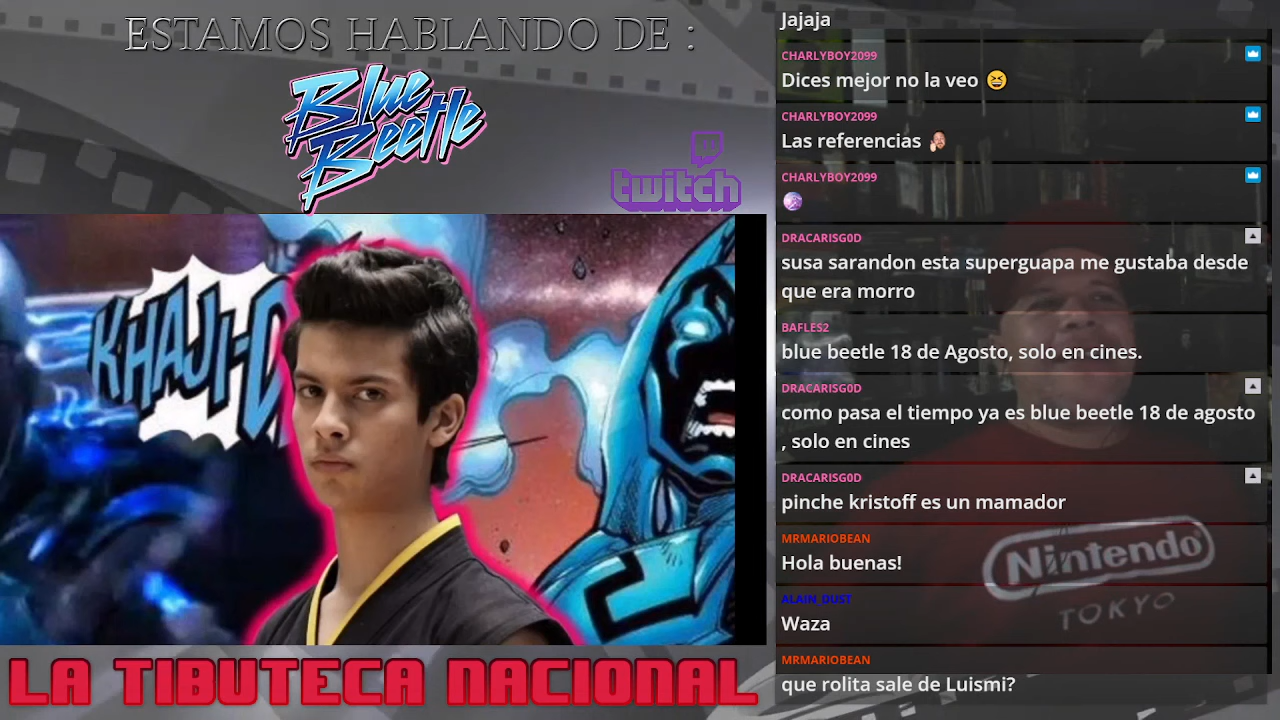 ESTAMOS HABLANDO DE :
Blue
Beetle
twitch
KHAJI-D
LA TIBUTECA NACIONAL
Jajaja
CHARLYBOY2099
Dices mejor no la veo 😆
CHARLYBOY2099
Las referencias
CHARLYBOY2099
DRACARISG0D
susa sarandon esta superguapa me gustaba desde
que era morro
BAFLES2
blue beetle 18 de Agosto, solo en cines.
DRACARISG0D
como pasa el tiempo ya es blue beetle 18 de agosto
, solo en cines
DRACARISG0D
pinche kristoff es un mamador
MRMARIOBEAN
Hola buenas!
ALAIN_DUST
Waza
MRMARIOBEAN
que rolita sale de Luismi?
Nintendo
TOKYO